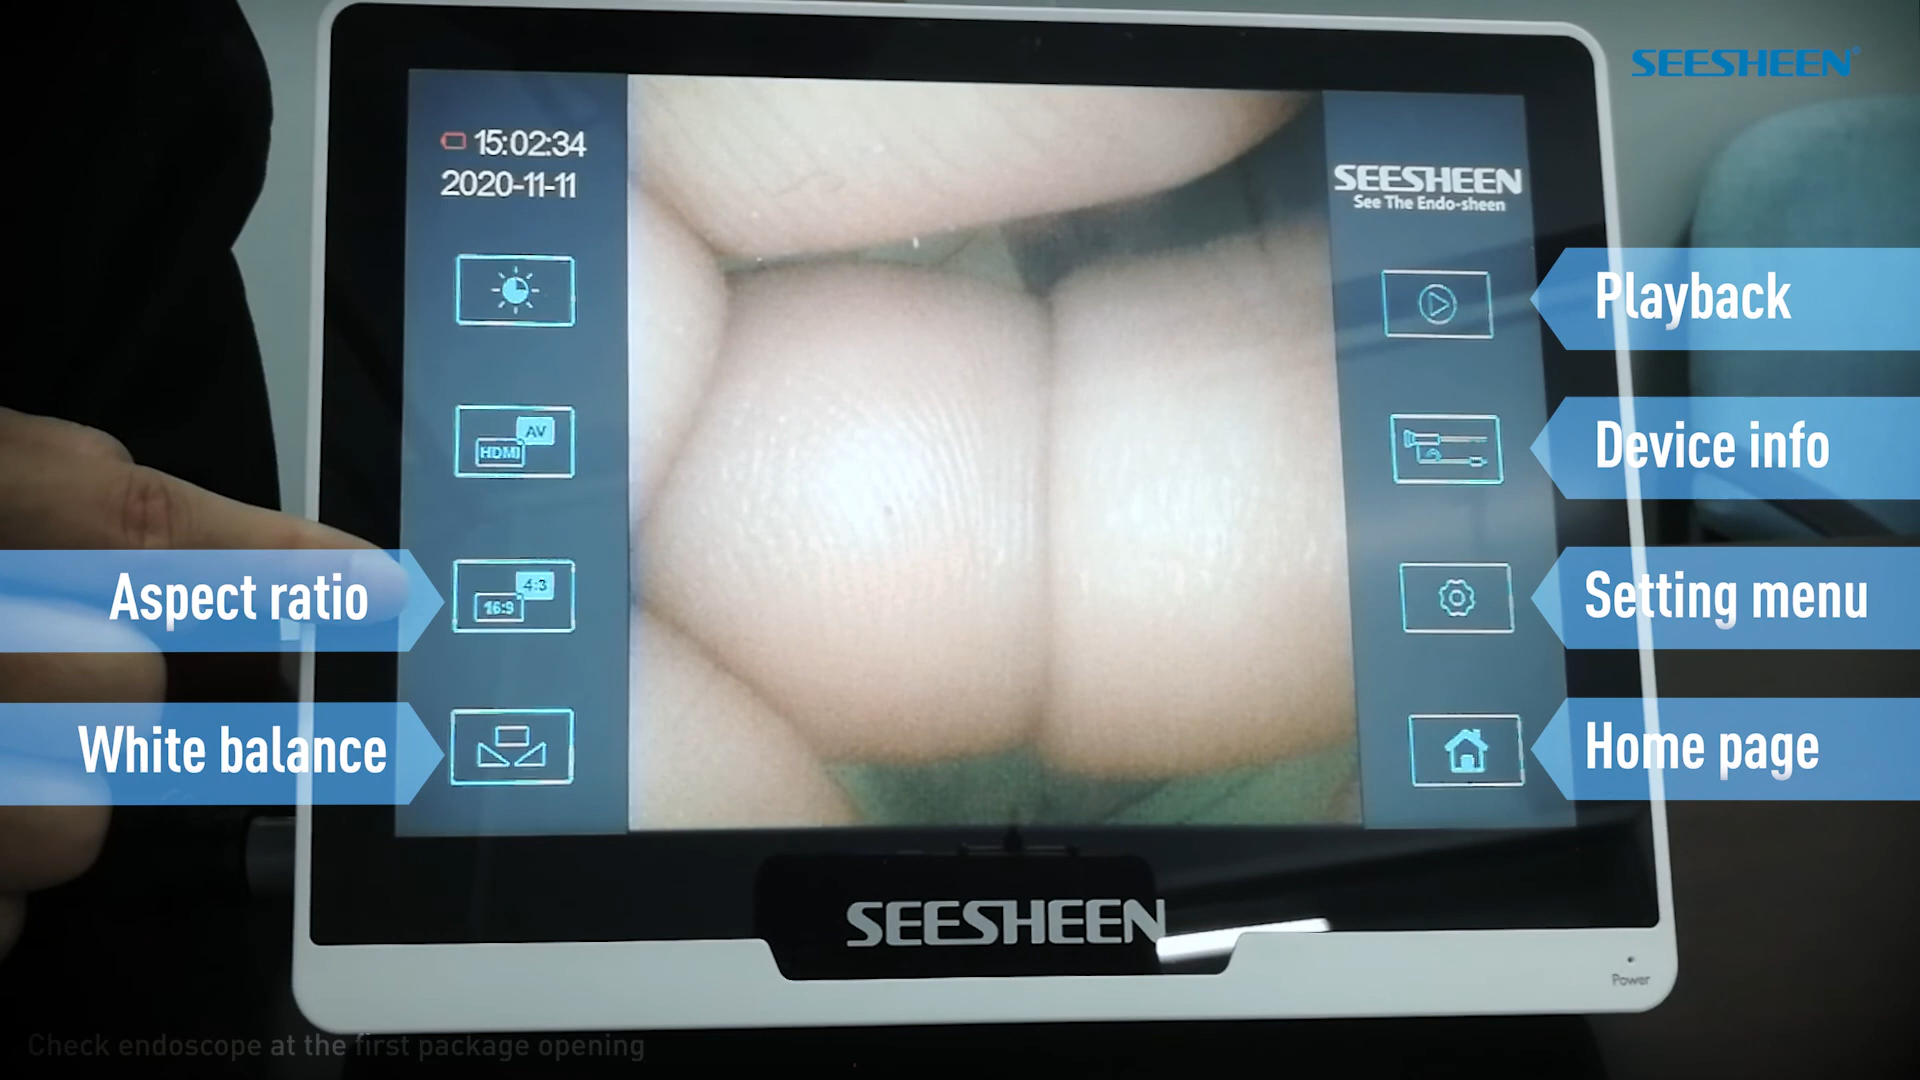 SEESHEEN®
15:02:34
2020-11-11
SEESHEEN
See The Endo-sheen
Playback
AV
HDMI
Device info
4:3
16:9
Aspect ratio
Setting menu
White balance
Home page
SEESHEEN
Power
Check endoscope at the first package opening